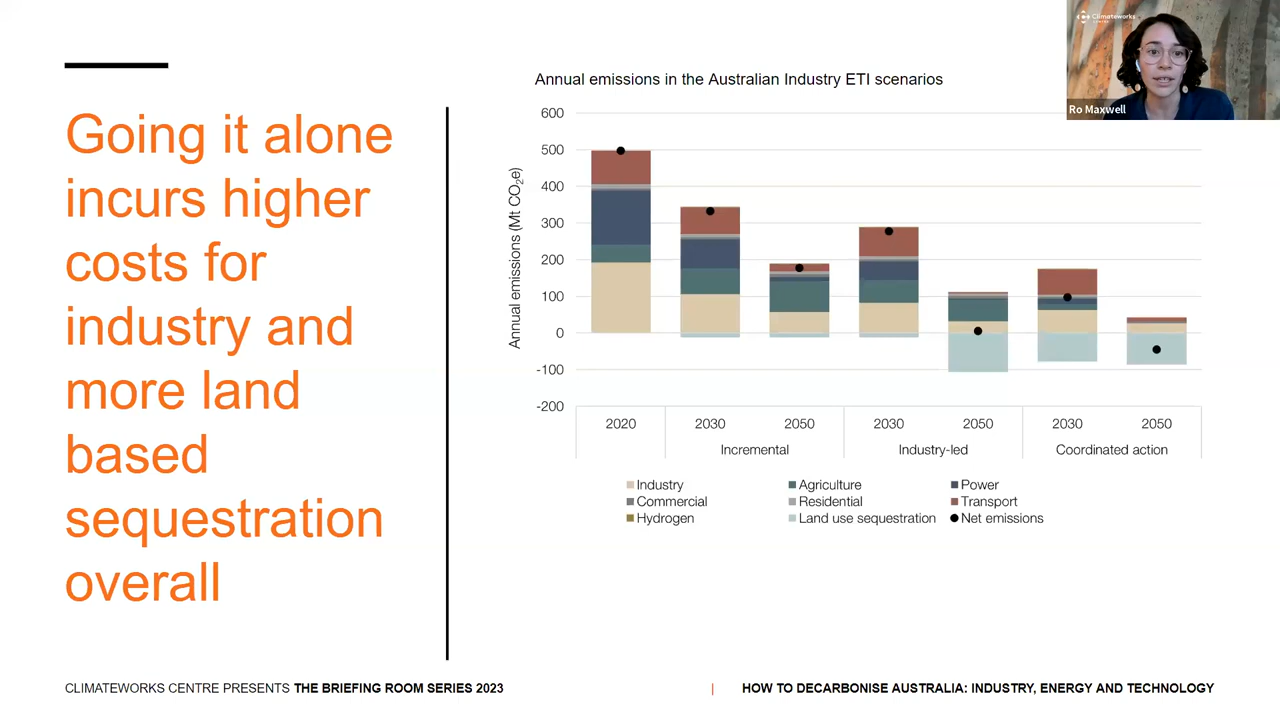 Climateworks
CENTRE
Ro Maxwell
Going it alone
incurs higher
costs for
industry and
more land
based
sequestration
overall
Annual emissions in the Australian Industry ETI scenarios
Annual emissions (Mt CO₂e)
600
500
400
300
200
100
0
-100
-200
2020
2030
2050
2030
2050
2030
2050
Incremental
Industry-led
Coordinated action
Industry
Agriculture
Power
Commercial
Residential
Transport
Hydrogen
Land use sequestration
Net emissions
CLIMATEWORKS CENTRE PRESENTS THE BRIEFING ROOM SERIES 2023
| HOW TO DECARBONISE AUSTRALIA: INDUSTRY, ENERGY AND TECHNOLOGY